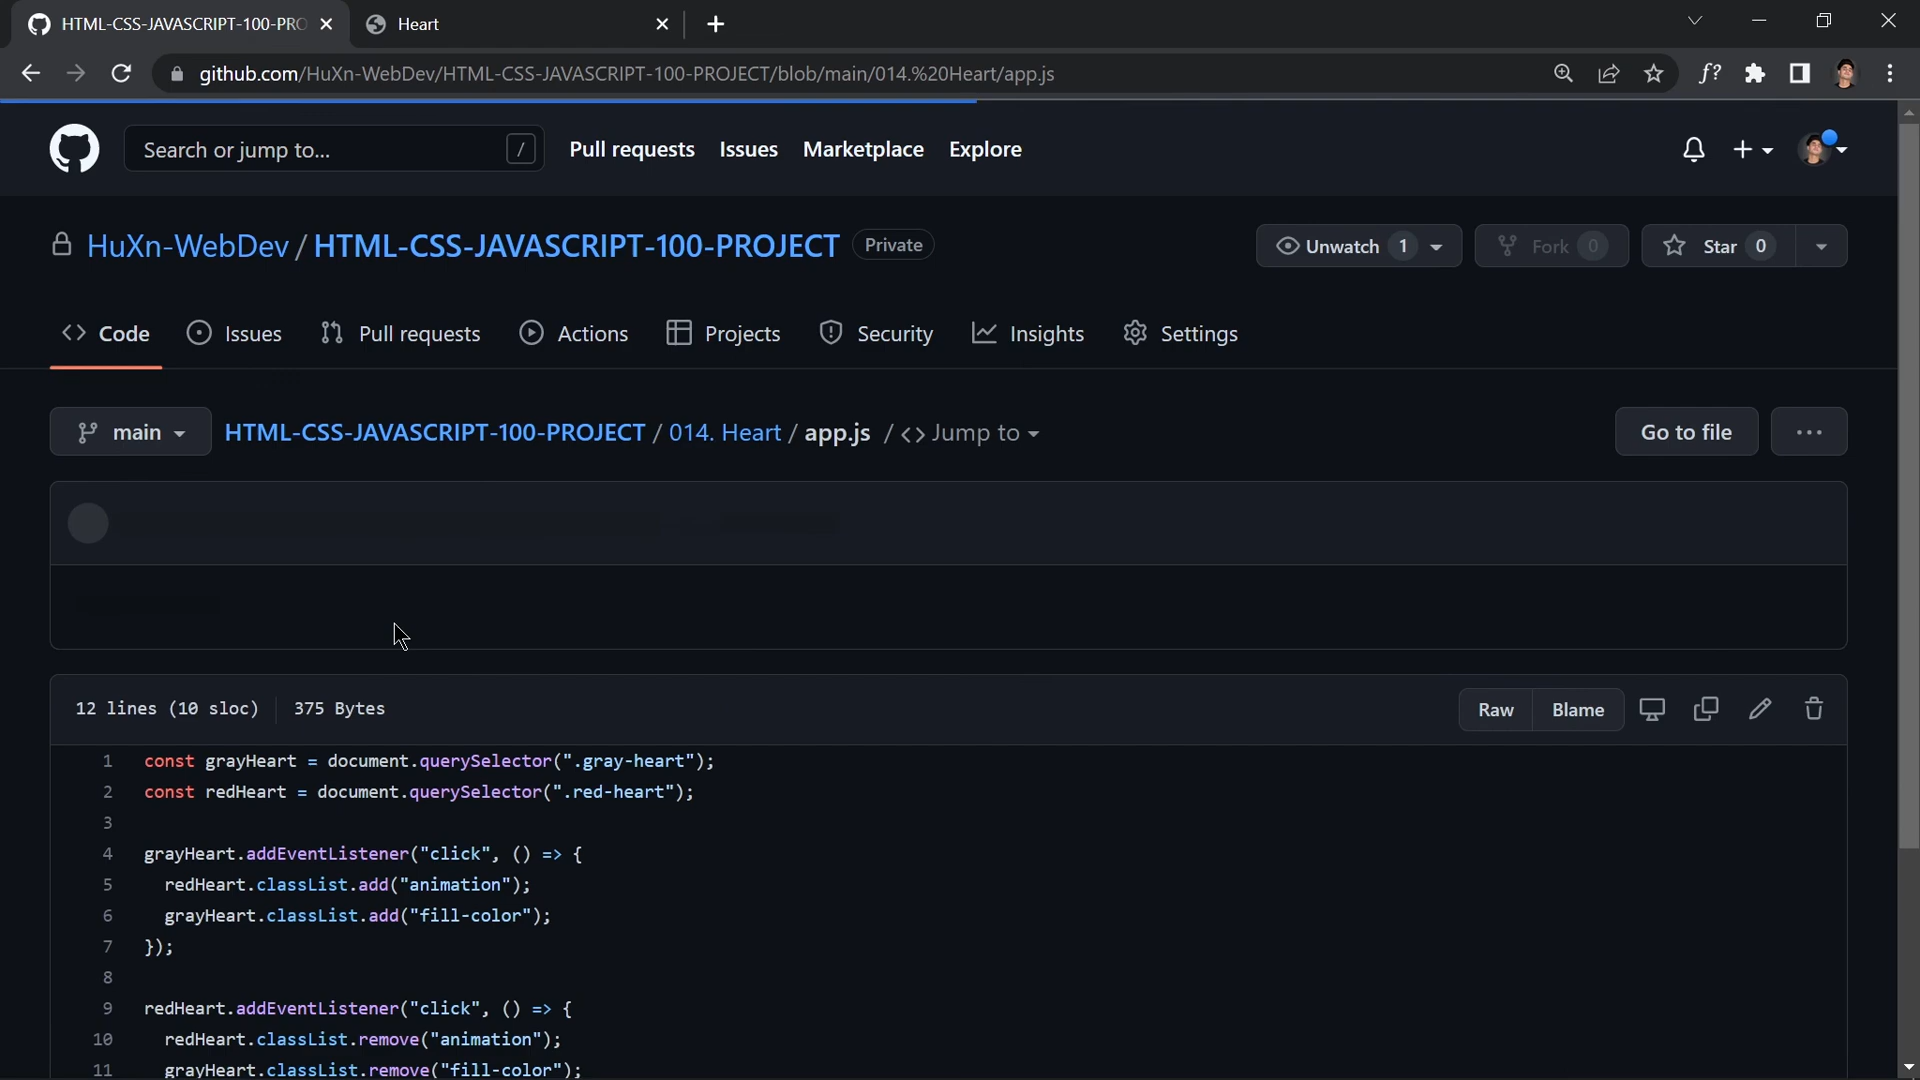 HTML-CSS-JAVASCRIPT-100-PRO
Heart
github.com/HuXn-WebDev/HTML-CSS-JAVASCRIPT-100-PROJECT/blob/main/014.%20Heart/app.js
f?
Search or jump to...
/
Pull requests
Issues
Marketplace
Explore
HuXn-WebDev / HTML-CSS-JAVASCRIPT-100-PROJECT
Private
Unwatch 1
Fork 0
Star 0
Code
Issues
Pull requests
Actions
Projects
Security
Insights
Settings
main
HTML-CSS-JAVASCRIPT-100-PROJECT / 014. Heart / app.js / <> Jump to
Go to file
12 lines (10 sloc)
375 Bytes
Raw
Blame
1 const grayHeart = document.querySelector(".gray-heart");
2 const redHeart = document.querySelector(".red-heart");
3
4 grayHeart.addEventListener("click", () => {
5 redHeart.classList.add("animation");
6 grayHeart.classList.add("fill-color");
7 });
8
9 redHeart.addEventListener("click", () => {
10 redHeart.classList.remove("animation");
11 grayHeart.classList.remove("fill-color");